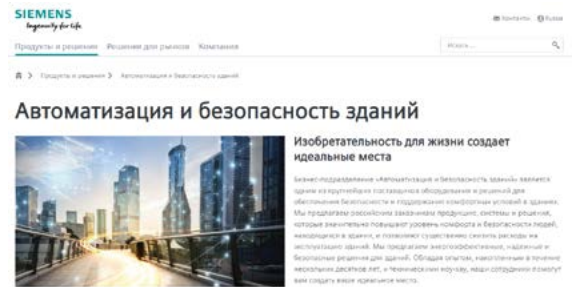 SIEMENS
Ingenuity for life
Контакты Russia
Продукты и решения Решения для рынков Компания
Искать ...
Продукты и решения Автоматизация и безопасность зданий
Автоматизация и безопасность зданий
Изобретательность для жизни создает
идеальные места
Бизнес-подразделение «Автоматизация и безопасность зданий» является
одним из крупнейших поставщиков оборудования и решений для
обеспечения безопасности и поддержания комфортных условий в зданиях.
Мы предлагаем российским заказчикам продукцию, системы и решения,
которые значительно повышают уровень комфорта и безопасности людей,
находящихся в здании, и позволяют существенно снизить расходы на
эксплуатацию зданий. Мы предлагаем энергоэффективные, надежные и
безопасные решения для зданий. Обладая опытом, накопленным в течение
нескольких десятков лет, и техническим ноу-хау, наши сотрудники помогут
вам создать ваше идеальное место.